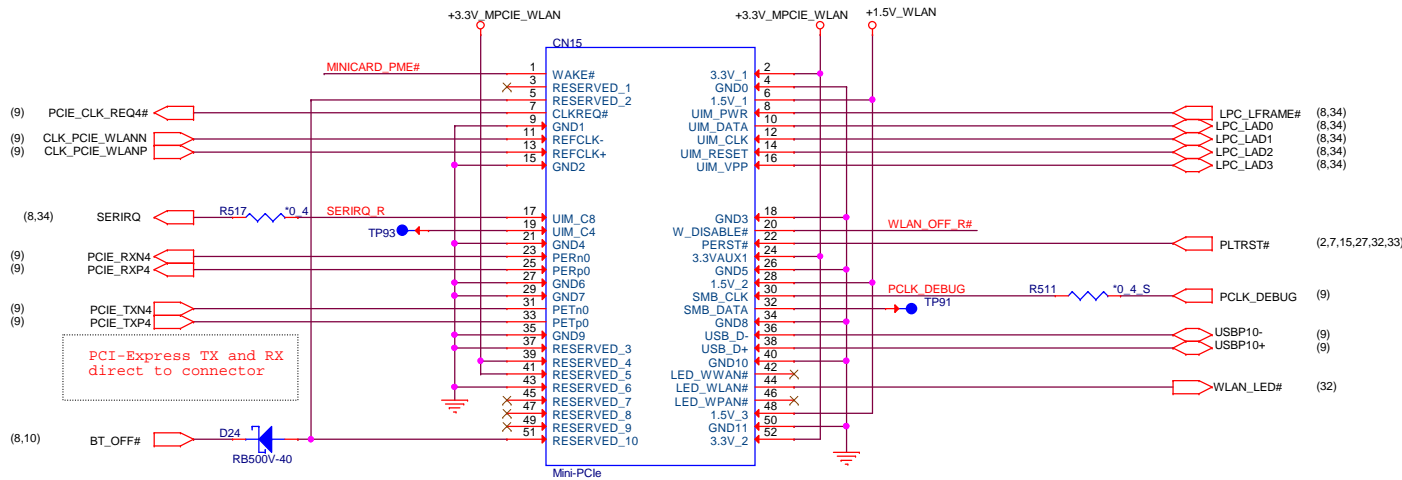 +3.3V_MPCIE_WLAN +3.3V_MPCIE_WLAN +1.5V_WLAN
CN15
MINICARD_PME# 1 WAKE# 3.3V_1 2
3 RESERVED_1 GND0 4
5 RESERVED_2 1.5V_1 6
(9) PCIE_CLK_REQ4# 7 CLKREQ# UIM_PWR 8 LPC_LFRAME# (8,34)
9 GND1 UIM_DATA 10 LPC_LAD0 (8,34)
(9) CLK_PCIE_WLANN 11 REFCLK- UIM_CLK 12 LPC_LAD1 (8,34)
(9) CLK_PCIE_WLANP 13 REFCLK+ UIM_RESET 14 LPC_LAD2 (8,34)
15 GND2 UIM_VPP 16 LPC_LAD3 (8,34)
(8,34) SERIRQ R517 *0_4 SERIRQ_R 17 UIM_C8 GND3 18
TP93 19 UIM_C4 W_DISABLE# 20 WLAN_OFF_R#
21 GND4 PERST# 22 PLTRST# (2,7,15,27,32,33)
(9) PCIE_RXN4 23 PERn0 3.3VAUX1 24
(9) PCIE_RXP4 25 PERp0 GND5 26
27 GND6 1.5V_2 28
29 GND7 SMB_CLK 30 PCLK_DEBUG R511 *0_4_S PCLK_DEBUG (9)
(9) PCIE_TXN4 31 PETn0 SMB_DATA 32 TP91
(9) PCIE_TXP4 33 PETp0 GND8 34
35 GND9 USB_D- 36 USBP10- (9)
37 RESERVED_3 USB_D+ 38 USBP10+ (9)
39 RESERVED_4 GND10 40
41 RESERVED_5 LED_WWAN# 42
43 RESERVED_6 LED_WLAN# 44 WLAN_LED# (32)
45 RESERVED_7 LED_WPAN# 46
47 RESERVED_8 1.5V_3 48
49 RESERVED_9 GND11 50
(8,10) BT_OFF# D24 51 RESERVED_10 3.3V_2 52
RB500V-40
Mini-PCIe
PCI-Express TX and RX
direct to connector